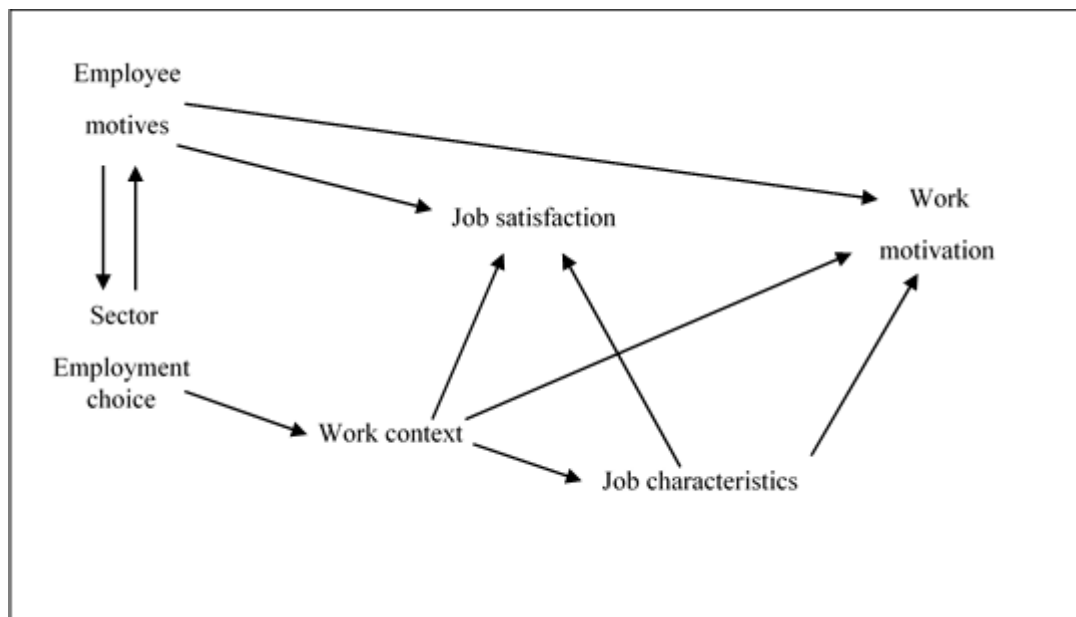 Employee
motives
Job satisfaction
Work
motivation
Sector
Employment
choice
Work context
Job characteristics